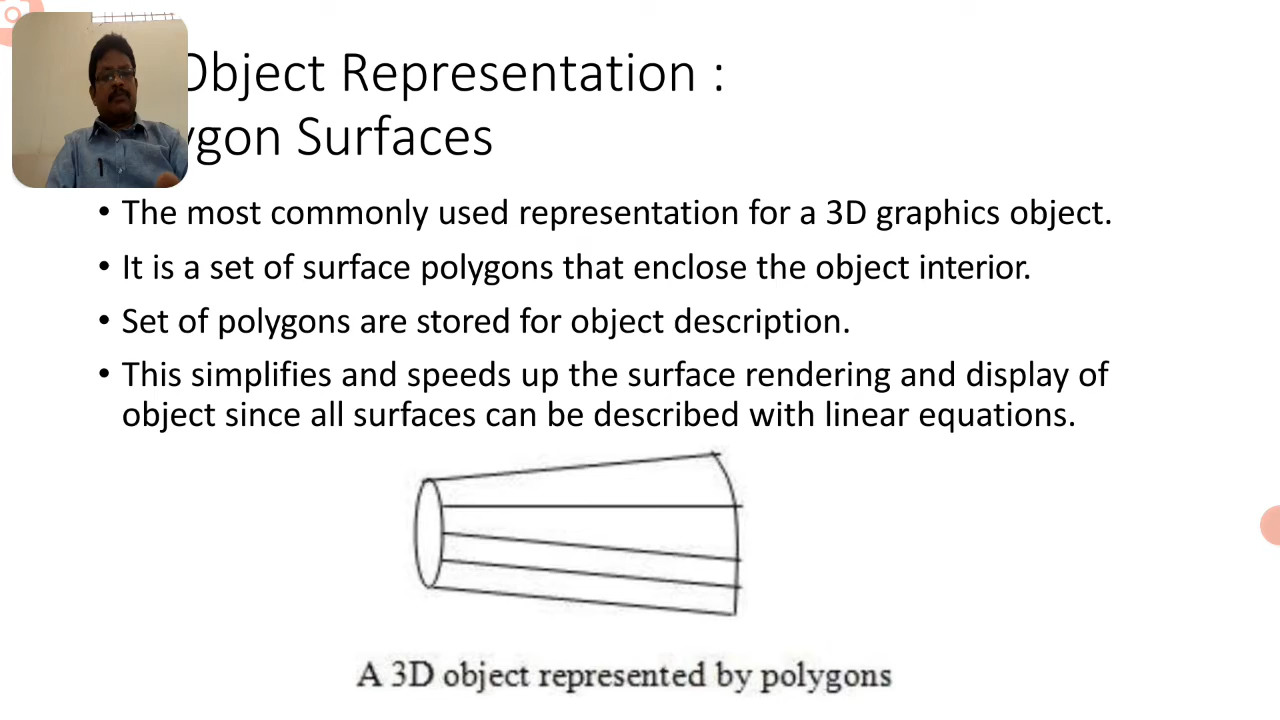 Object Representation :
ygon Surfaces
• The most commonly used representation for a 3D graphics object.
• It is a set of surface polygons that enclose the object interior.
• Set of polygons are stored for object description.
• This simplifies and speeds up the surface rendering and display of
object since all surfaces can be described with linear equations.
A 3D object represented by polygons